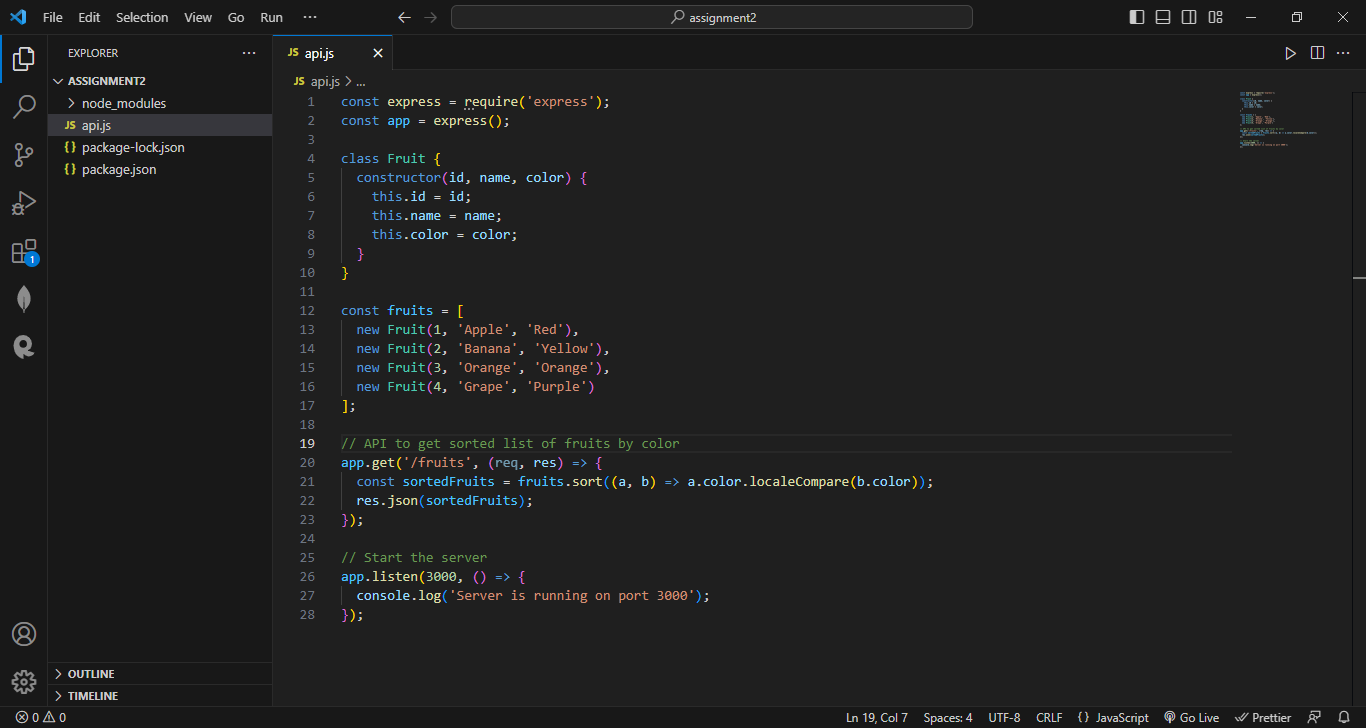 File Edit Selection View Go Run ···
assignment2
EXPLORER ···
ASSIGNMENT2
node_modules
JS api.js
{} package-lock.json
{} package.json
1
OUTLINE
TIMELINE
JS api.js
JS api.js > ...
1 const express = require('express');
2 const app = express();
3
4 class Fruit {
5 constructor(id, name, color) {
6 this.id = id;
7 this.name = name;
8 this.color = color;
9 }
10 }
11
12 const fruits = [
13 new Fruit(1, 'Apple', 'Red'),
14 new Fruit(2, 'Banana', 'Yellow'),
15 new Fruit(3, 'Orange', 'Orange'),
16 new Fruit(4, 'Grape', 'Purple')
17 ];
18
19 // API to get sorted list of fruits by color
20 app.get('/fruits', (req, res) => {
21 const sortedFruits = fruits.sort((a, b) => a.color.localeCompare(b.color));
22 res.json(sortedFruits);
23 });
24
25 // Start the server
26 app.listen(3000, () => {
27 console.log('Server is running on port 3000');
28 });
0 0 Ln 19, Col 7 Spaces: 4 UTF-8 CRLF {} JavaScript Go Live Prettier